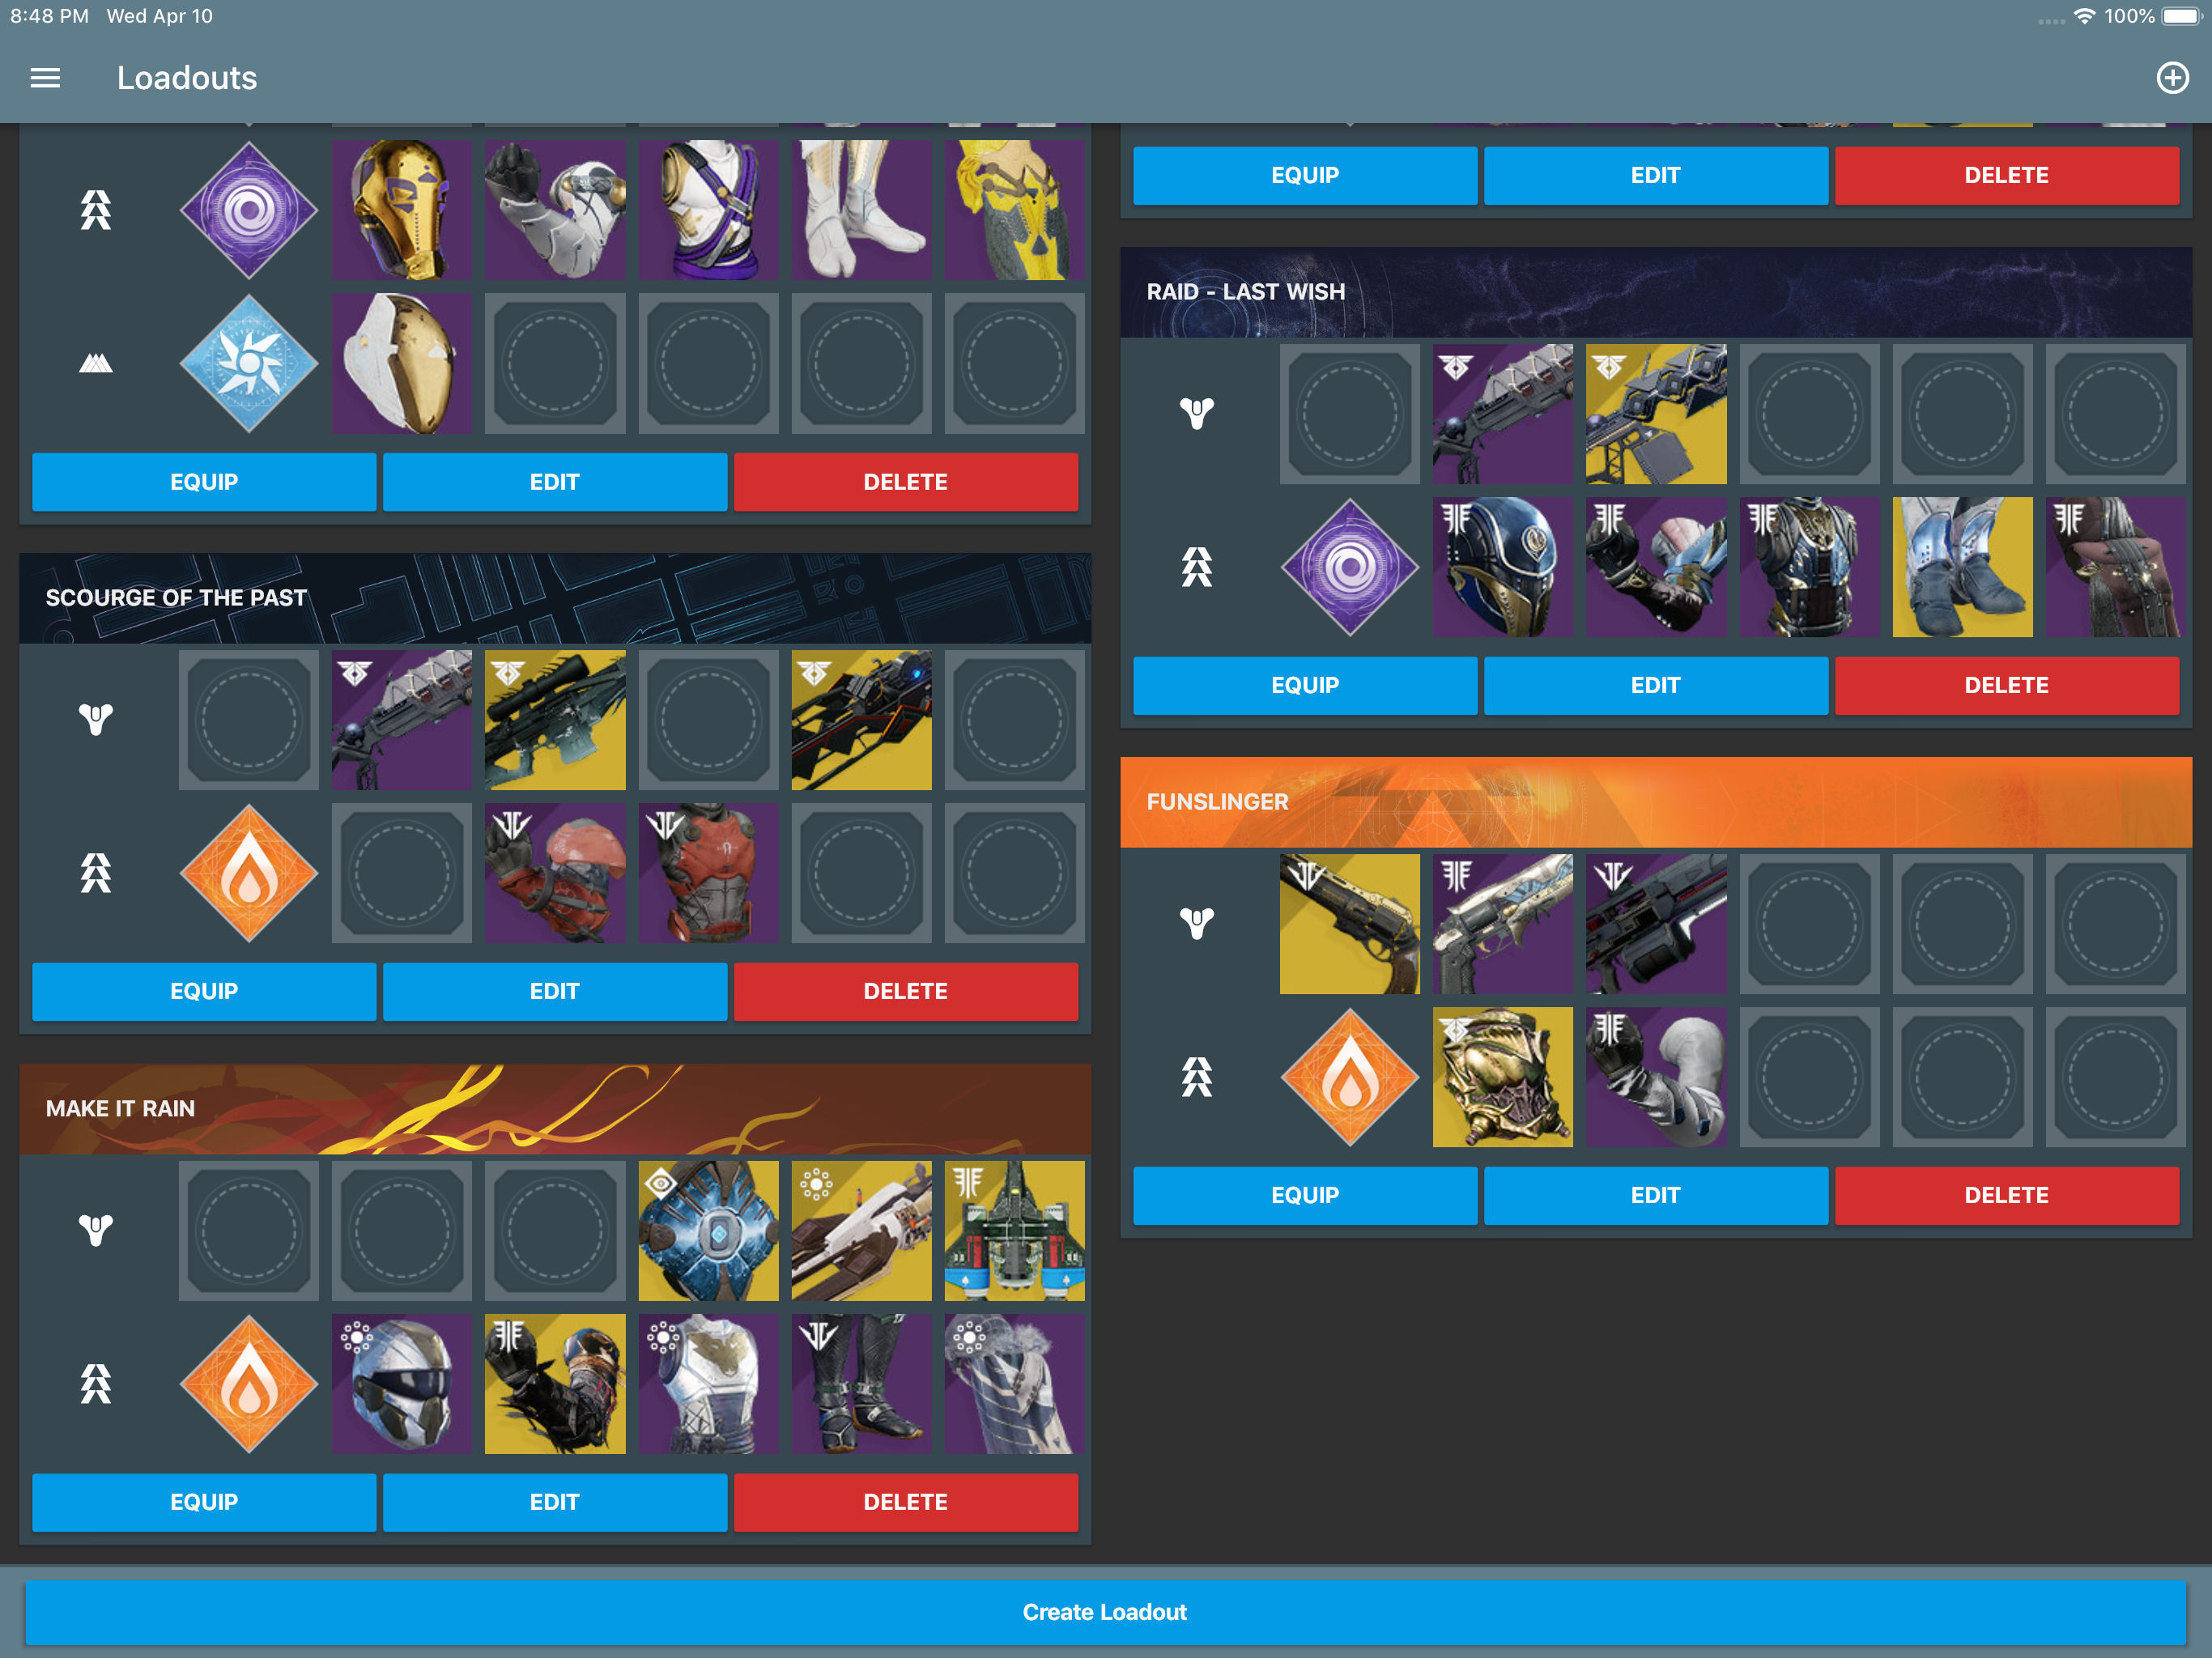 8:48 PM Wed Apr 10
100%
Loadouts
EQUIP EDIT DELETE
SCOURGE OF THE PAST
EQUIP EDIT DELETE
MAKE IT RAIN
EQUIP EDIT DELETE
EQUIP EDIT DELETE
RAID - LAST WISH
EQUIP EDIT DELETE
FUNSLINGER
EQUIP EDIT DELETE
Create Loadout